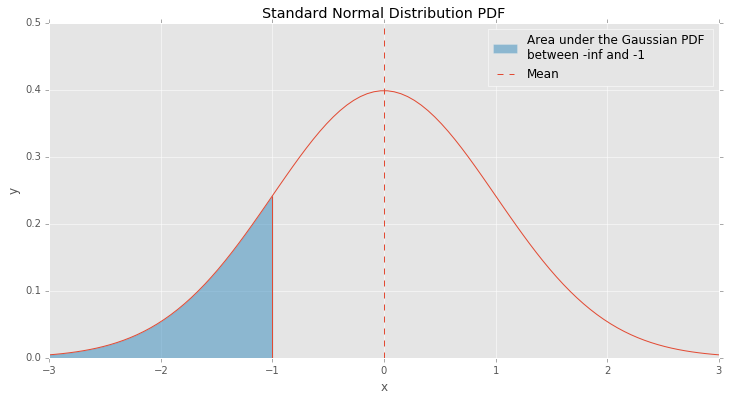 Standard Normal Distribution PDF
0.5
0.4
0.3
0.2
0.1
0.0
y
Area under the Gaussian PDF
between -inf and -1
Mean
−3
−2
−1
0
1
2
3
x